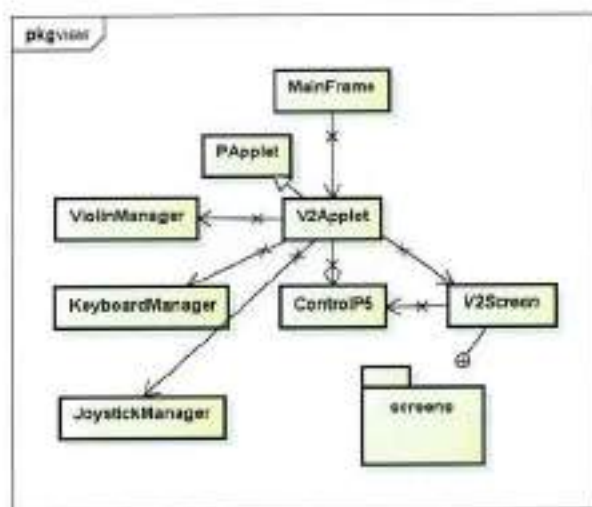 pkg view
MainFrame
PApplet
ViolinManager
V2Applet
KeyboardManager
ControlP5
V2Screen
JoystickManager
screens